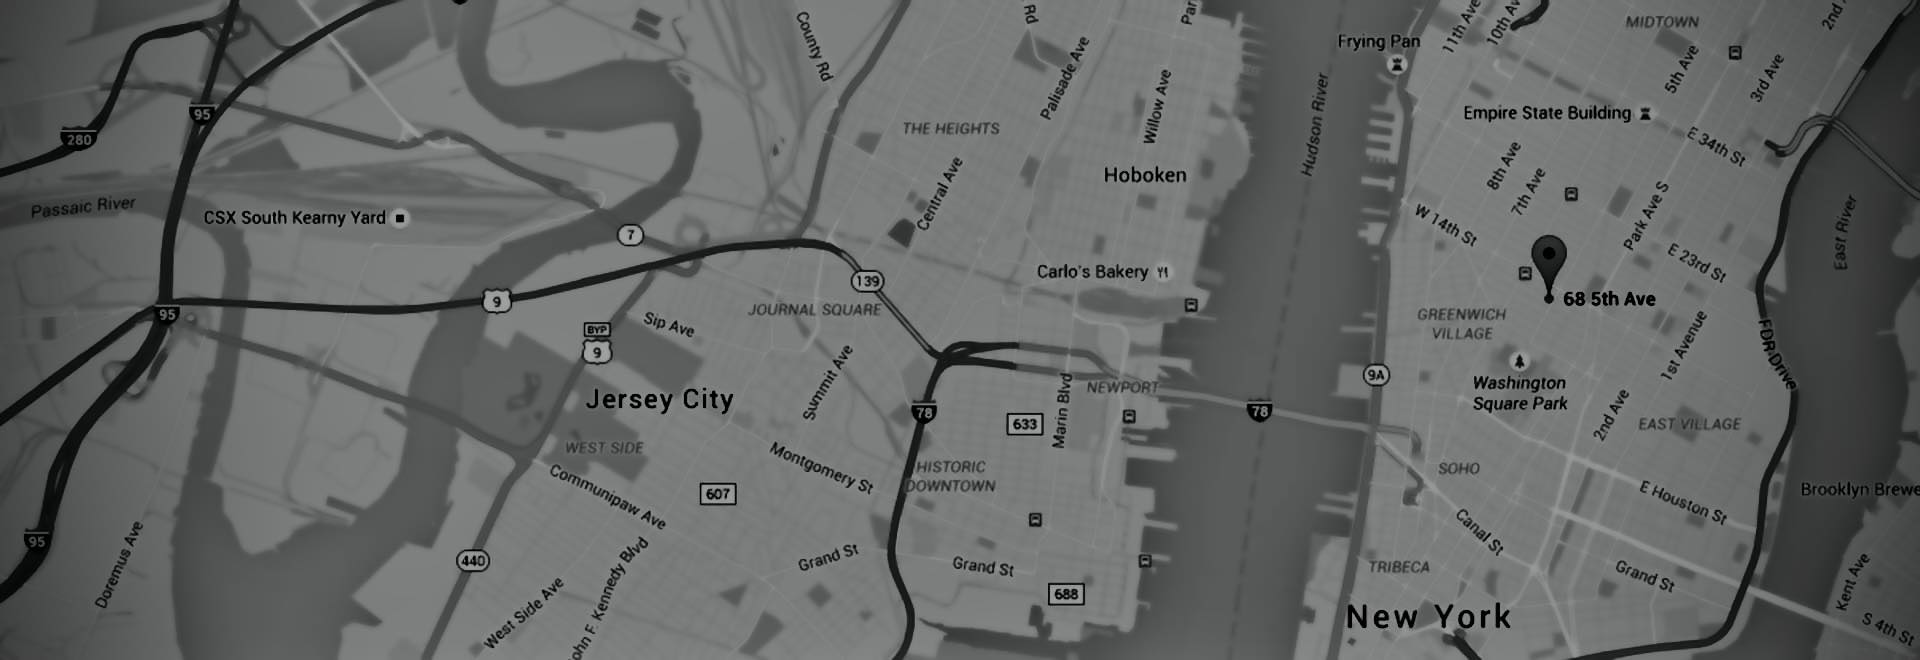 County Rd
Rd
Palisade Ave
Willow Ave
Frying Pan
11th Ave
MIDTOWN
5th Ave
3rd Ave
95
280
THE HEIGHTS
Hudson River
Empire State Building
E 34th St
Passaic River
CSX South Kearny Yard
7
Central Ave
Hoboken
8th Ave
7th Ave
W 14th St
Park Ave S
E 23rd St
East River
95
9
139
Carlo's Bakery
68 5th Ave
BYP
9
Sip Ave
JOURNAL SQUARE
GREENWICH
VILLAGE
1st Avenue
FDR Drive
Jersey City
Summit Ave
78
633
Marin Blvd
NEWPORT
78
9A
Washington
Square Park
2nd Ave
EAST VILLAGE
WEST SIDE
Communipaw Ave
607
Montgomery St
HISTORIC
DOWNTOWN
SOHO
E Houston St
Brooklyn Brewe
95
Doremus Ave
440
West Side Ave
ohn F. Kennedy Blvd
Grand St
Grand St
688
Canal St
TRIBECA
Grand St
Kent Ave
New York
S 4th St